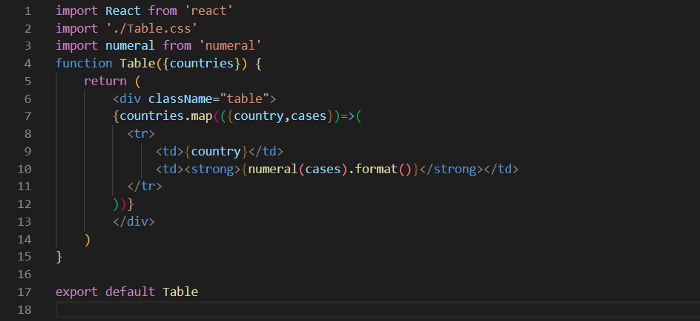 1 import React from 'react'
2 import './Table.css'
3 import numeral from 'numeral'
4 function Table({countries}) {
5     return (
6         <div className="table">
7         {countries.map(({country,cases})=>(
8           <tr>
9               <td>{country}</td>
10               <td><strong>{numeral(cases).format()}</strong></td>
11           </tr>
12         ))}
13         </div>
14     )
15 }
16
17 export default Table
18